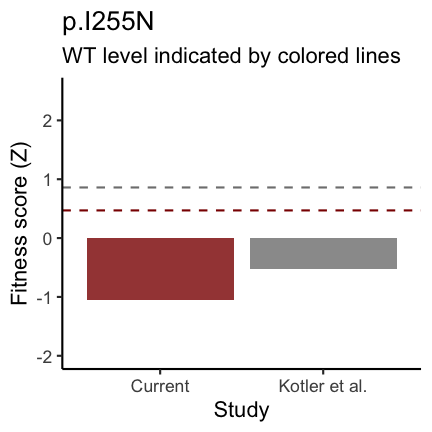 p.I255N
WT level indicated by colored lines
Fitness score (Z)
2
1
0
-1
-2
Current
Kotler et al.
Study